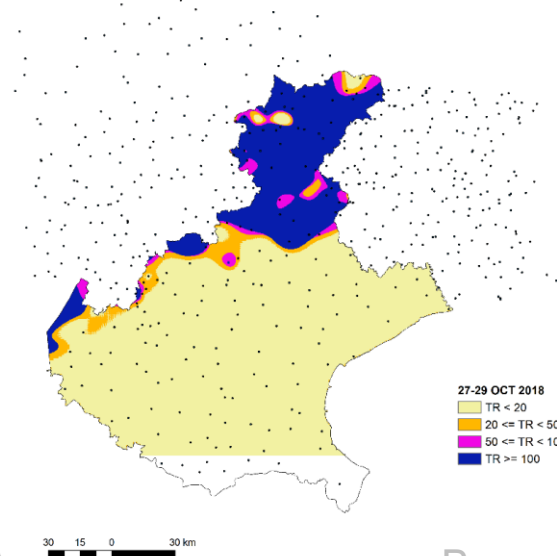 27-29 OCT 2018
TR < 20
20 <= TR < 50
50 <= TR < 10
TR >= 100
30 15 0 30 km